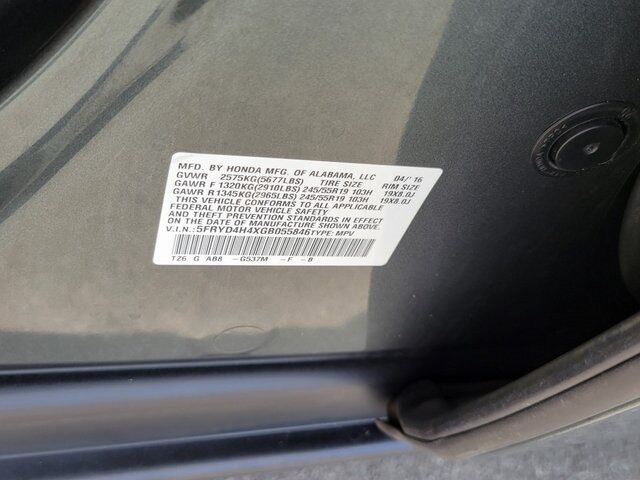 MFD. BY HONDA MFG. OF ALABAMA, LLC 04/ 16
GVWR 2575KG(5677LBS) TIRE SIZE RIM SIZE
GAWR F 1320KG(2910LBS) 245/55R19 103H 19X8.0J
GAWR R1345KG(2965LBS) 245/55R19 103H 19X8.0J
THIS VEHICLE CONFORMS TO ALL APPLICABLE
FEDERAL MOTOR VEHICLE SAFETY
AND THEFT PREVENTION STANDARDS IN EFFECT
ON THE DATE OF MANUFACTURE SHOWN ABOVE.
V.I.N.: 5FRYD4H4XGB055846 TYPE: MPV
TZ6 G AB8 -G537M -F -B